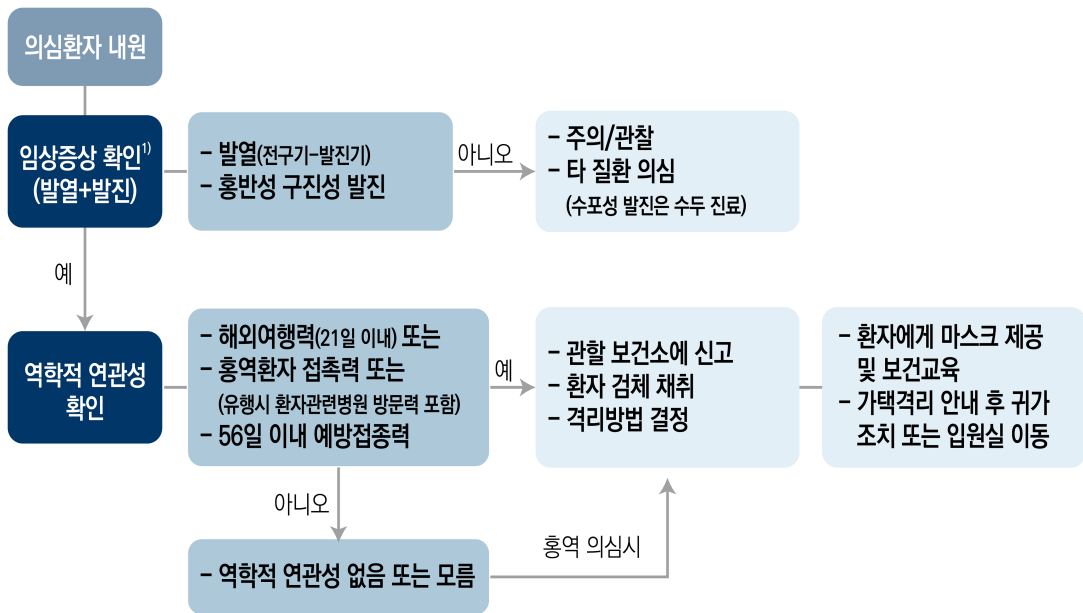 의심환자 내원
임상증상 확인1)
(발열+발진)
- 발열(전구기-발진기)
- 홍반성 구진성 발진
아니오
- 주의/관찰
- 타 질환 의심
(수포성 발진은 수두 진료)
예
역학적 연관성
확인
- 해외여행력(21일 이내) 또는
- 홍역환자 접촉력 또는
(유행시 환자관련병원 방문력 포함)
- 56일 이내 예방접종력
예
- 관할 보건소에 신고
- 환자 검체 채취
- 격리방법 결정
- 환자에게 마스크 제공
및 보건교육
- 가택격리 안내 후 귀가
조치 또는 입원실 이동
아니오
- 역학적 연관성 없음 또는 모름
홍역 의심시